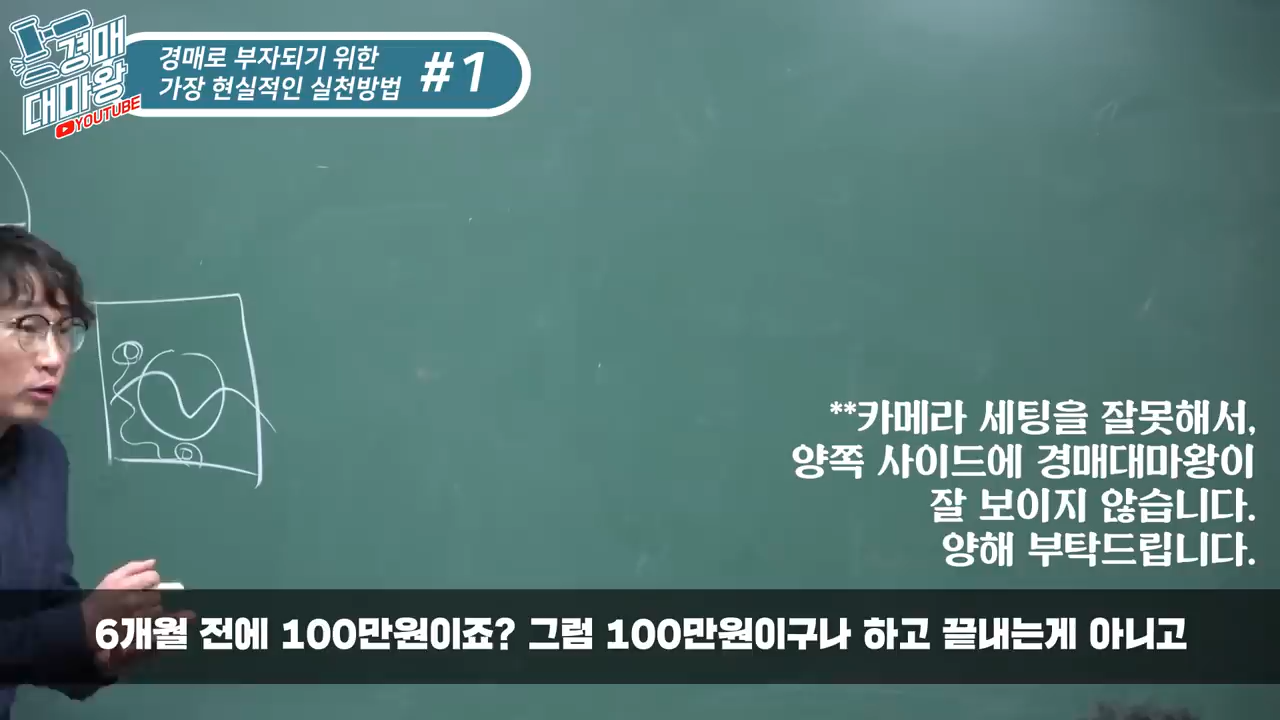 경매
대마왕
YOUTUBE
경매로 부자되기 위한
가장 현실적인 실천방법
#1
**카메라 세팅을 잘못해서,
양쪽 사이드에 경매대마왕이
잘 보이지 않습니다.
양해 부탁드립니다.
6개월 전에 100만원이죠? 그럼 100만원이구나 하고 끝내는게 아니고